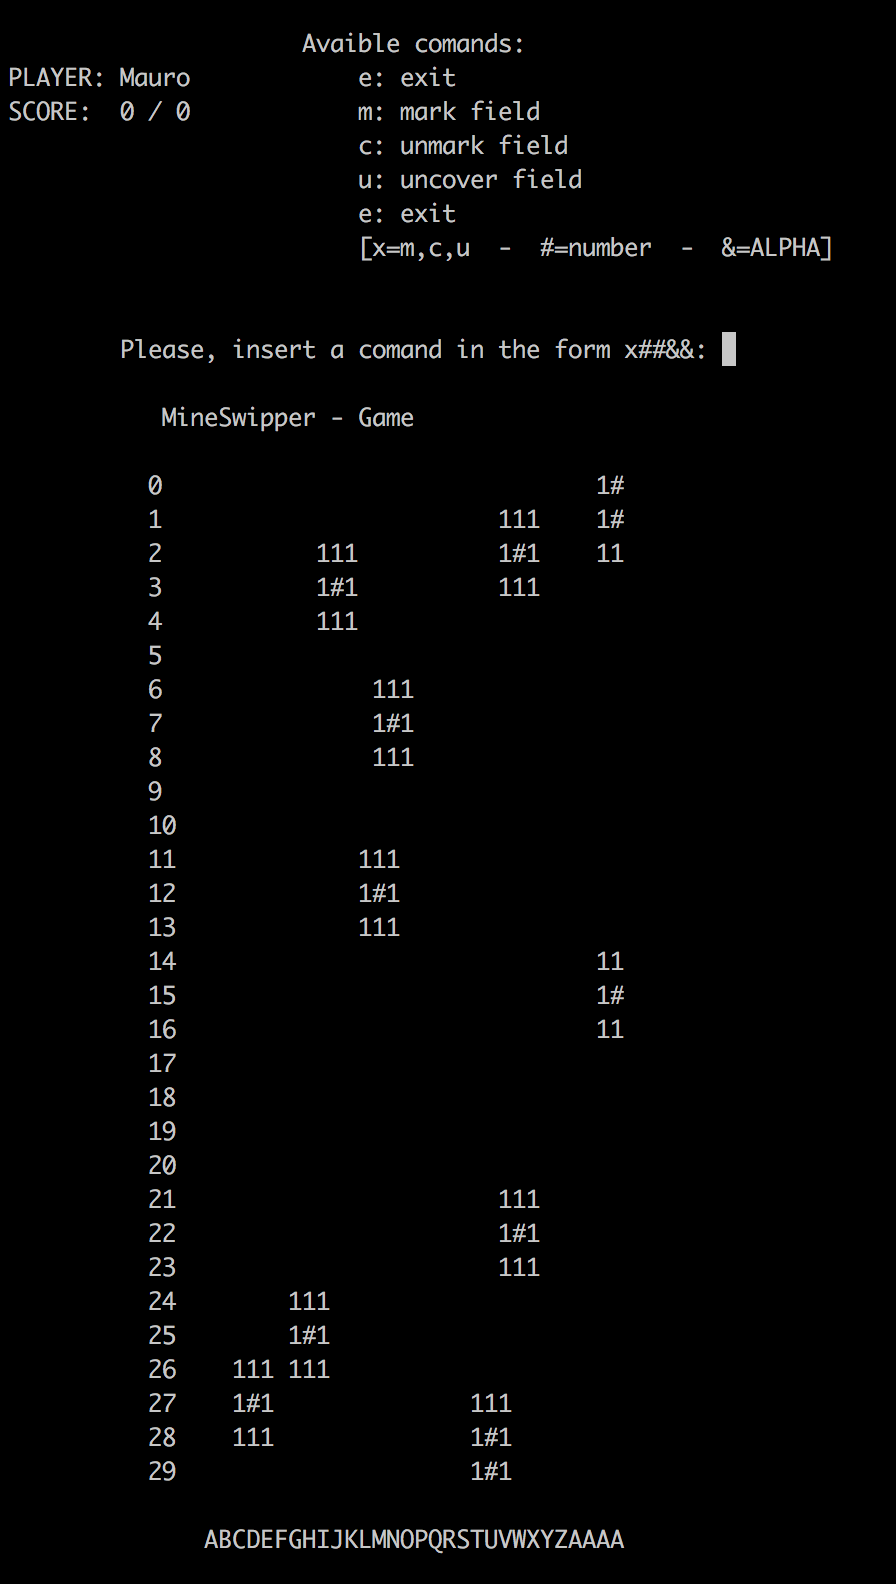 Avaible comands:
PLAYER: Mauro e: exit
SCORE: 0 / 0 m: mark field
c: unmark field
u: uncover field
e: exit
[x=m,c,u - #=number - &=ALPHA]
Please, insert a comand in the form x##&&:
MineSwipper - Game
0 1#
1 111 1#
2 111 1#1 11
3 1#1 111
4 111
5
6 111
7 1#1
8 111
9
10
11 111
12 1#1
13 111
14 11
15 1#
16 11
17
18
19
20
21 111
22 1#1
23 111
24 111
25 1#1
26 111 111
27 1#1 111
28 111 1#1
29 1#1
ABCDEFGHIJKLMNOPQRSTUVWXYZAAAA